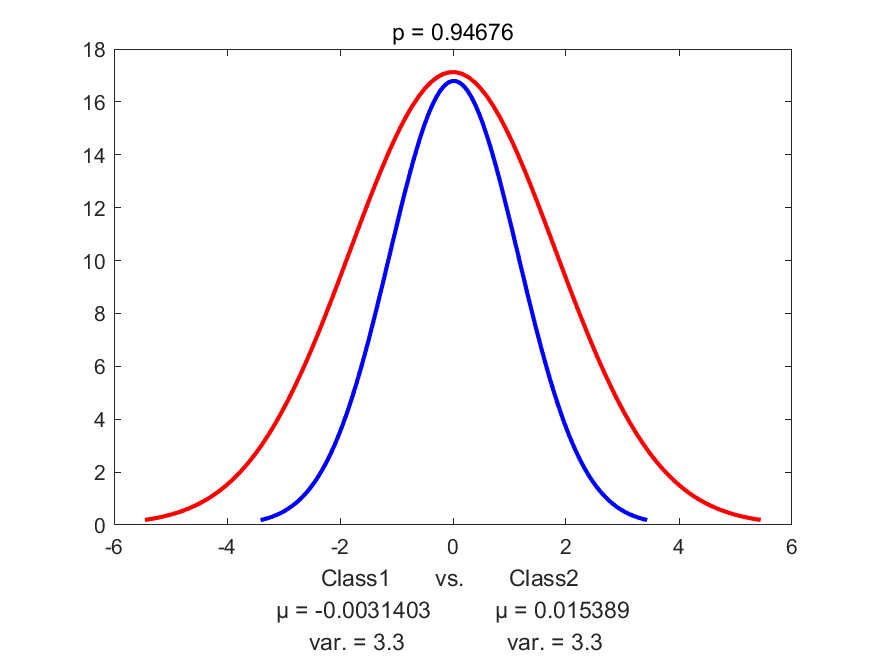 p = 0.94676
18
16
14
12
10
8
6
4
2
0
-6 -4 -2 0 2 4 6
Class1 vs. Class2
μ = -0.0031403 μ = 0.015389
var. = 3.3 var. = 3.3